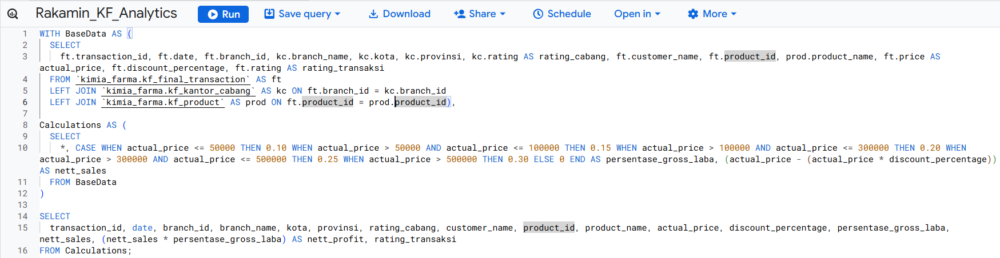 Rakamin_KF_Analytics Run Save query Download Share Schedule Open in More
1 WITH BaseData AS (
2 SELECT
3 ft.transaction_id, ft.date, ft.branch_id, kc.branch_name, kc.kota, kc.provinsi, kc.rating AS rating_cabang, ft.customer_name, ft.product_id, prod.product_name, ft.price AS
actual_price, ft.discount_percentage, ft.rating AS rating_transaksi
4 FROM `kimia_farma.kf_final_transaction` AS ft
5 LEFT JOIN `kimia_farma.kf_kantor_cabang` AS kc ON ft.branch_id = kc.branch_id
6 LEFT JOIN `kimia_farma.kf_product` AS prod ON ft.product_id = prod.product_id),
7
8 Calculations AS (
9 SELECT
10 *, CASE WHEN actual_price <= 50000 THEN 0.10 WHEN actual_price > 50000 AND actual_price <= 100000 THEN 0.15 WHEN actual_price > 100000 AND actual_price <= 300000 THEN 0.20 WHEN
actual_price > 300000 AND actual_price <= 500000 THEN 0.25 WHEN actual_price > 500000 THEN 0.30 ELSE 0 END AS persentase_gross_laba, (actual_price - (actual_price * discount_percentage))
AS nett_sales
11 FROM BaseData
12 )
13
14 SELECT
15 transaction_id, date, branch_id, branch_name, kota, provinsi, rating_cabang, customer_name, product_id, product_name, actual_price, discount_percentage, persentase_gross_laba,
nett_sales, (nett_sales * persentase_gross_laba) AS nett_profit, rating_transaksi
16 FROM Calculations;